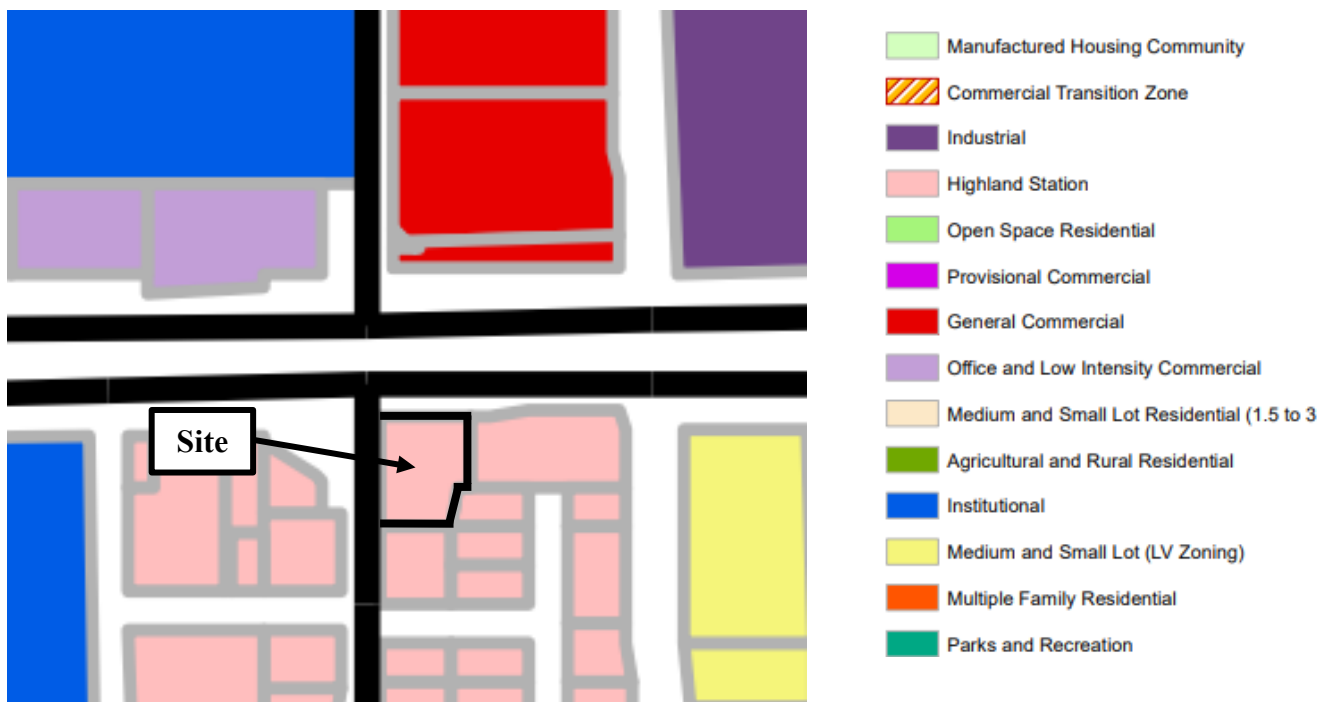 Site
Manufactured Housing Community
Commercial Transition Zone
Industrial
Highland Station
Open Space Residential
Provisional Commercial
General Commercial
Office and Low Intensity Commercial
Medium and Small Lot Residential (1.5 to 3
Agricultural and Rural Residential
Institutional
Medium and Small Lot (LV Zoning)
Multiple Family Residential
Parks and Recreation